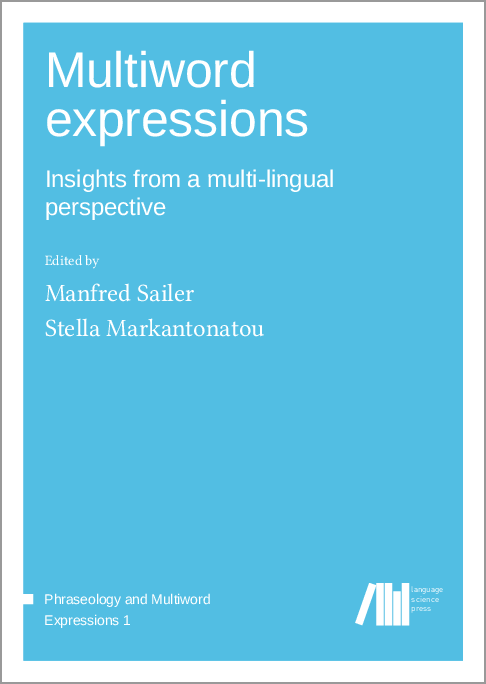 Multiword
expressions
Insights from a multi-lingual
perspective
Edited by
Manfred Sailer
Stella Markantonatou
Phraseology and Multiword
Expressions 1
language
science
press